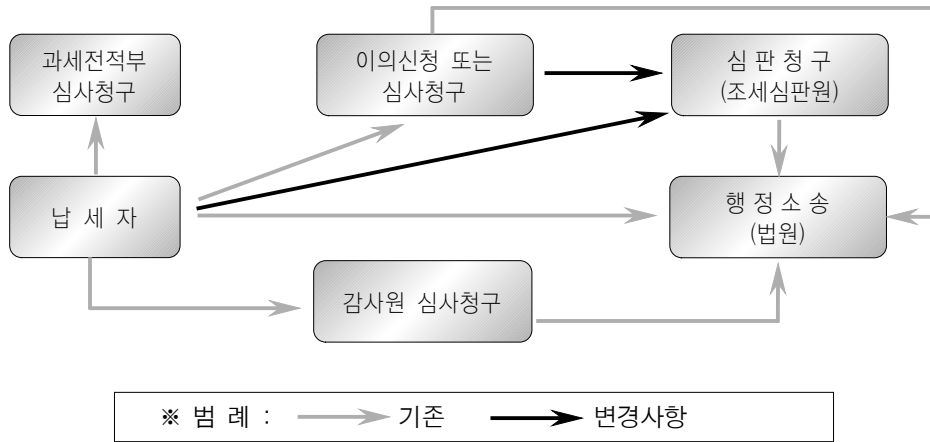 과세전적부
심사청구
이의신청 또는
심사청구
심 판 청 구
(조세심판원)
납 세 자
행 정 소 송
(법원)
감사원 심사청구
※ 범 례 : 기존 변경사항